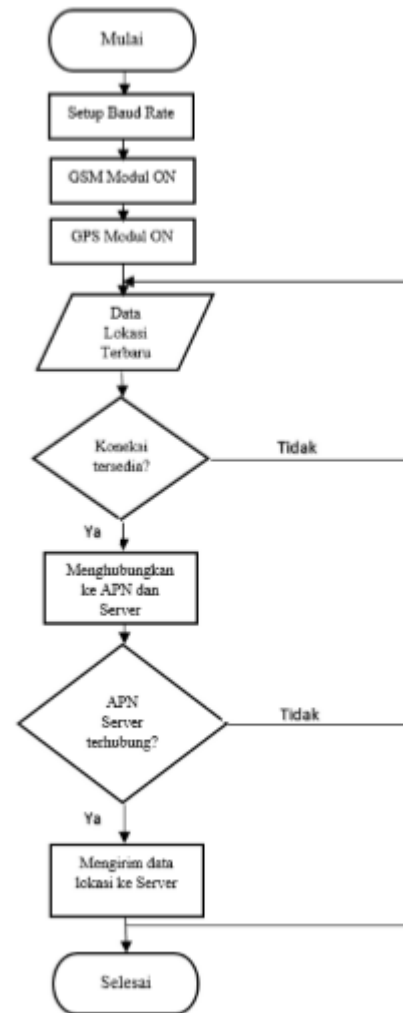 Mulai
Setup Baud Rate
GSM Modul ON
GPS Modul ON
Data
Lokasi
Terbaru
Koneksi
tersedia?
Tidak
Ya
Menghubungkan
ke APN dan
Server
APN
Server
terhubung?
Tidak
Ya
Mengirim data
lokasi ke Server
Selesai